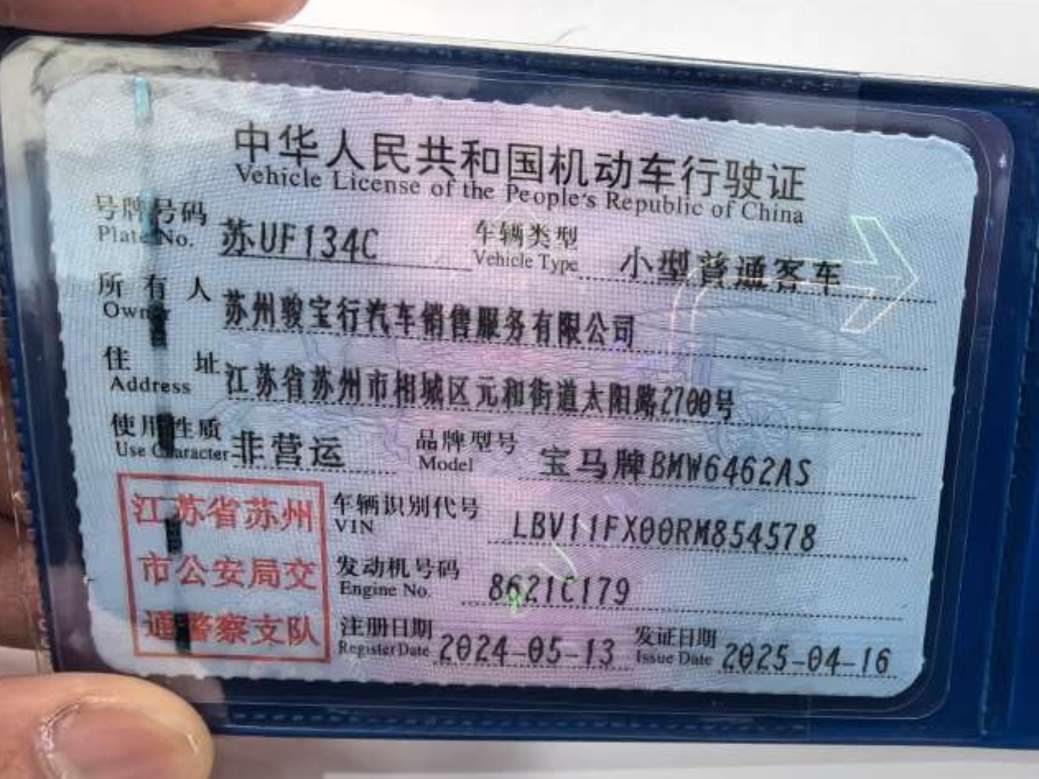 中华人民共和国机动车行驶证
Vehicle License of the People's Republic of China
号牌号码 苏UF134C 车辆类型 小型普通客车
Plate No. Vehicle Type
所有人 苏州骏宝行汽车销售服务有限公司
Owner
住址 江苏省苏州市相城区元和街道太阳路2700号
Address
使用性质 非营运 品牌型号 宝马牌BMW6462AS
Use Character Model
江苏省苏州
市公安局交
通警察支队
车辆识别代号 LBV11FX00RM854578
VIN
发动机号码 8621C179
Engine No.
注册日期 2024-05-13 发证日期 2025-04-16
Register Date Issue Date